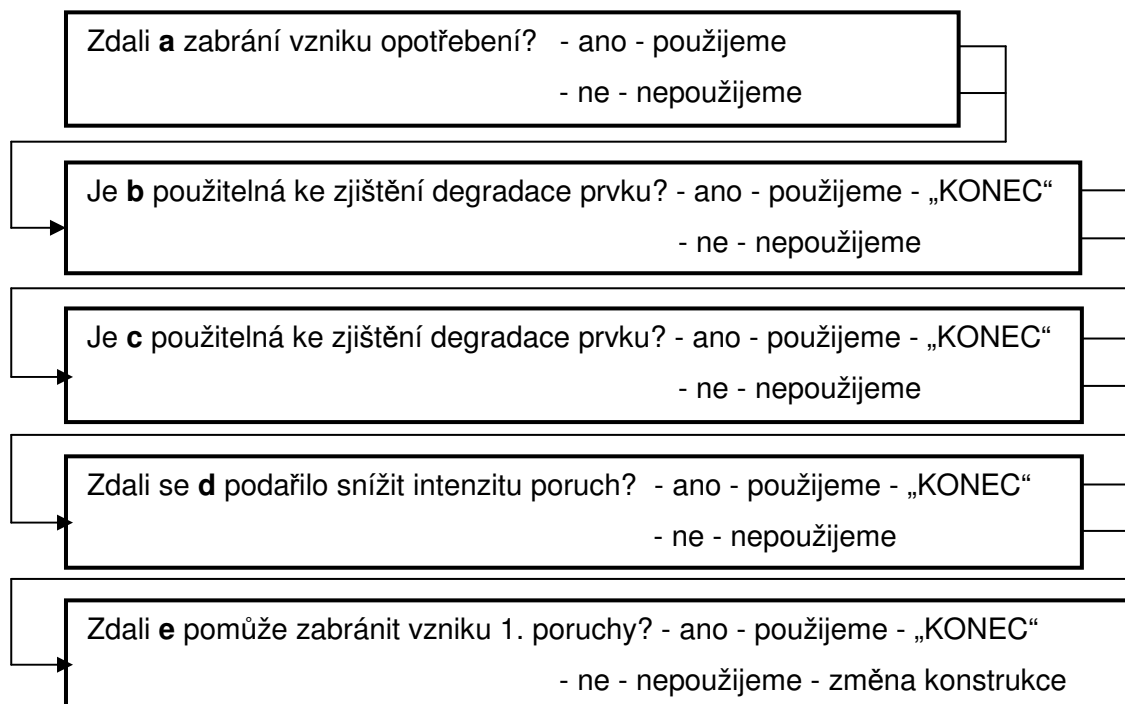 Zdali a zabrání vzniku opotřebení? - ano - použijeme
- ne - nepoužijeme
Je b použitelná ke zjištění degradace prvku? - ano - použijeme - „KONEC“
- ne - nepoužijeme
Je c použitelná ke zjištění degradace prvku? - ano - použijeme - „KONEC“
- ne - nepoužijeme
Zdali se d podařilo snížit intenzitu poruch? - ano - použijeme - „KONEC“
- ne - nepoužijeme
Zdali e pomůže zabránit vzniku 1. poruchy? - ano - použijeme - „KONEC“
- ne - nepoužijeme - změna konstrukce